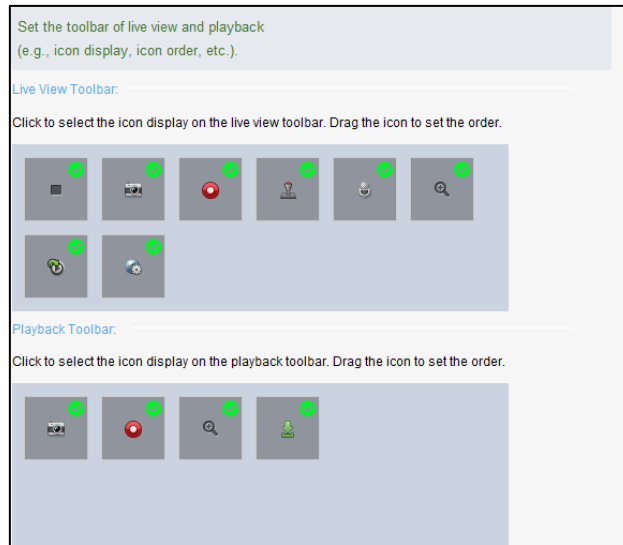 Set the toolbar of live view and playback
(e.g., icon display, icon order, etc.).
Live View Toolbar:
Click to select the icon display on the live view toolbar. Drag the icon to set the order.
Playback Toolbar:
Click to select the icon display on the playback toolbar. Drag the icon to set the order.